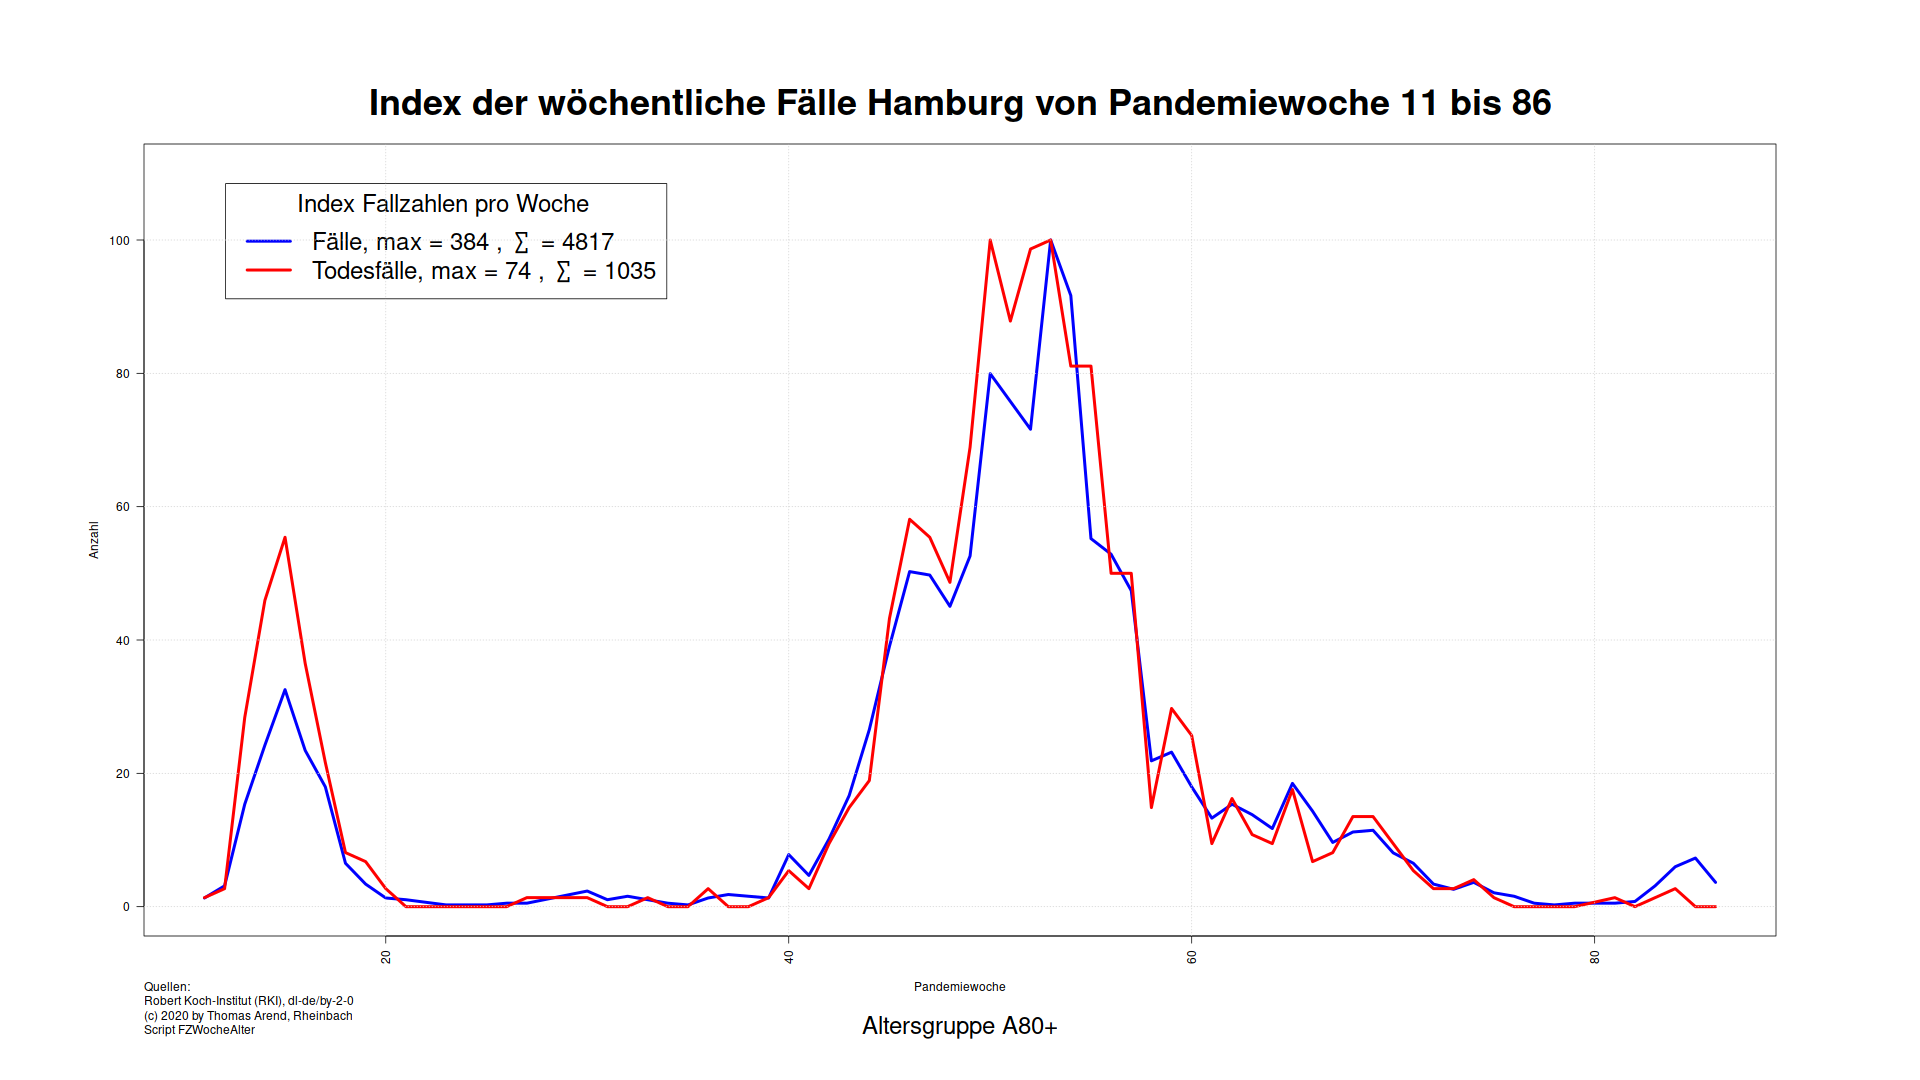 Index der wöchentliche Fälle Hamburg von Pandemiewoche 11 bis 86
Index Fallzahlen pro Woche
Fälle, max = 384 , ∑ = 4817
Todesfälle, max = 74 , ∑ = 1035
100
80
60
40
20
0
Anzahl
20
40
60
80
Pandemiewoche
Quellen:
Robert Koch-Institut (RKI), dl-de/by-2-0
(c) 2020 by Thomas Arend, Rheinbach
Script FZWocheAlter
Altersgruppe A80+